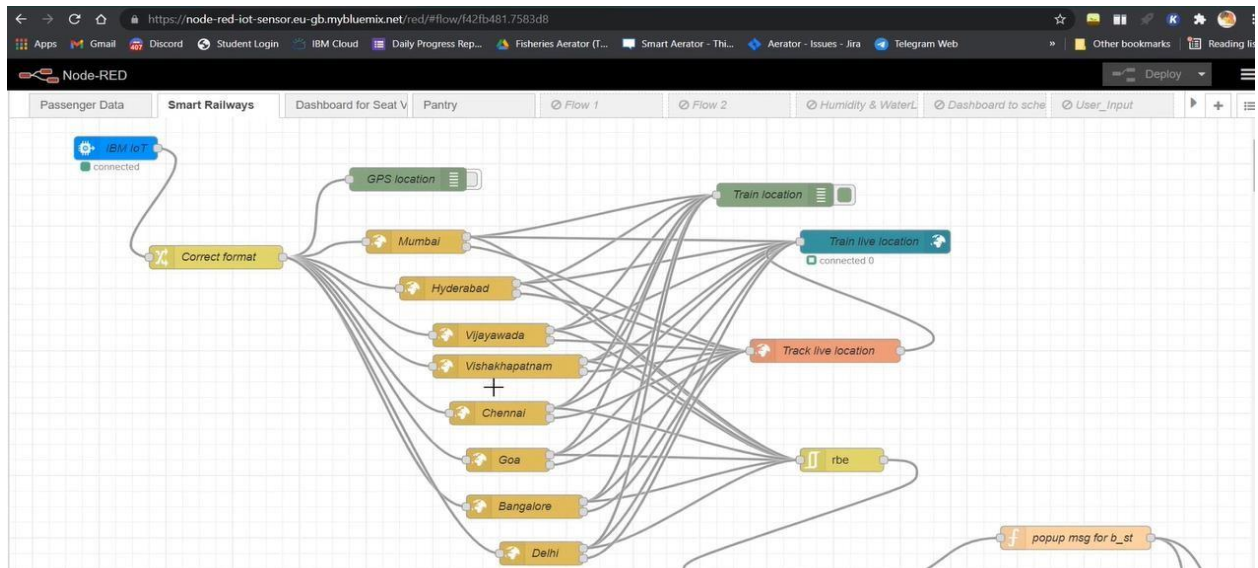 https://node-red-iot-sensor.eu-gb.mybluemix.net/red/#flow/f42fb481.7583d8
Apps Gmail Discord Student Login IBM Cloud Daily Progress Rep... Fisheries Aerator (T... Smart Aerator - Thi... Aerator - Issues - Jira Telegram Web » Other bookmarks Reading lis
Node-RED Deploy
Passenger Data Smart Railways Dashboard for Seat V Pantry Flow 1 Flow 2 Humidity & WaterL Dashboard to sche User_Input
IBM IoT
connected
GPS location
Train location
Mumbai
Train live location
Correct format
connected 0
Hyderabad
Vijayawada
Track live location
Vishakhapatnam
Chennai
Goa
rbe
Bangalore
popup msg for b_st
Delhi